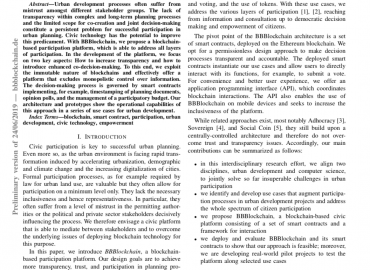 Preliminary version of 24/06/2019 — bbblockchain.de
Abstract—Urban development processes often suffer from
mistrust amongst different stakeholder groups. The lack of
transparency within complex and long-term planning processes
and the limited scope for co-creation and joint decision-making
constitute a persistent problem for successful participation in
urban planning. Civic technology has the potential to improve
this predicament. With BBBlockchain, we propose a blockchain-
based participation platform, which is able to address all layers
of participation. In the development of the platform, we focus
on two key aspects: How to increase transparency and how to
introduce enhanced co-decision-making. To this end, we exploit
the immutable nature of blockchains and effectively offer a
platform that excludes monopolistic control over information.
The decision-making process is governed by smart contracts
implementing, for example, timestamping of planning documents,
opinion polls, and the management of a participatory budget. Our
architecture and prototypes show the operational capabilities of
this approach in a series of use cases for urban development.
Index Terms—blockchain, smart contract, participation, urban
development, civic technology, empowerment
I. INTRODUCTION
Civic participation is key to successful urban planning.
Even more so, as the urban environment is facing rapid trans-
formation induced by accelerating urbanization, demographic
and climate change and the increasing digitalization of cities.
Formal participation processes, as for example required by
law for urban land use, are valuable but they often allow for
participation on a minimum level only. They lack the necessary
inclusiveness and hence representatives. In particular, they
often suffer from a level of mistrust in the permitting author-
ities or the political and private sector stakeholders decisively
influencing the process. We therefore envisage a civic platform
that is able to mediate between stakeholders and to overcome
the underlying issues of deploying blockchain technology for
this purpose.
In this paper, we introduce BBBlockchain, a blockchain-
based participation platform. Our design goals are to achieve
more transparency, trust, and participation in planning pro-
and voting, and the use of tokens. With these use cases, we
address the various layers of participation [1], [2], reaching
from information and consultation up to democratic decision
making and empowerment of citizens.
The pivot point of the BBBlockchain architecture is a set
of smart contracts, deployed on the Ethereum blockchain. We
opt for a permissionless design approach to make decision
processes transparent and accountable. The deployed smart
contracts instantiate our use cases and allow users to directly
interact with its functions, for example, to submit a vote.
For convenience and better user experience, we offer an
application programming interface (API), which coordinates
blockchain interactions. The API also enables the use of
BBBlockchain on mobile devices and seeks to increase the
inclusiveness of the platform.
While related approaches exist, most notably Adhocracy [3],
Sovereign [4], and Social Coin [5], they still build upon a
centrally-controlled architecture and therefore do not over-
come trust and transparency issues. Accordingly, our main
contributions can be summarized as follows:
• in this interdisciplinary research effort, we align two
disciplines, urban development and computer science,
to jointly solve so far inseperable challenges in urban
participation
• we identify and develop use cases that augment participa-
tion processes in urban development projects and address
the whole spectrum of citizen participation
• we propose BBBlockchain, a blockchain-based civic
platform consisting of a set of smart contracts and a
framework for interaction
• we deploy and evaluate BBBlockchain and its smart
contracts to show that our approach is feasible; moreover,
we are developing real-world pilot projects to test the
platform along selected use cases